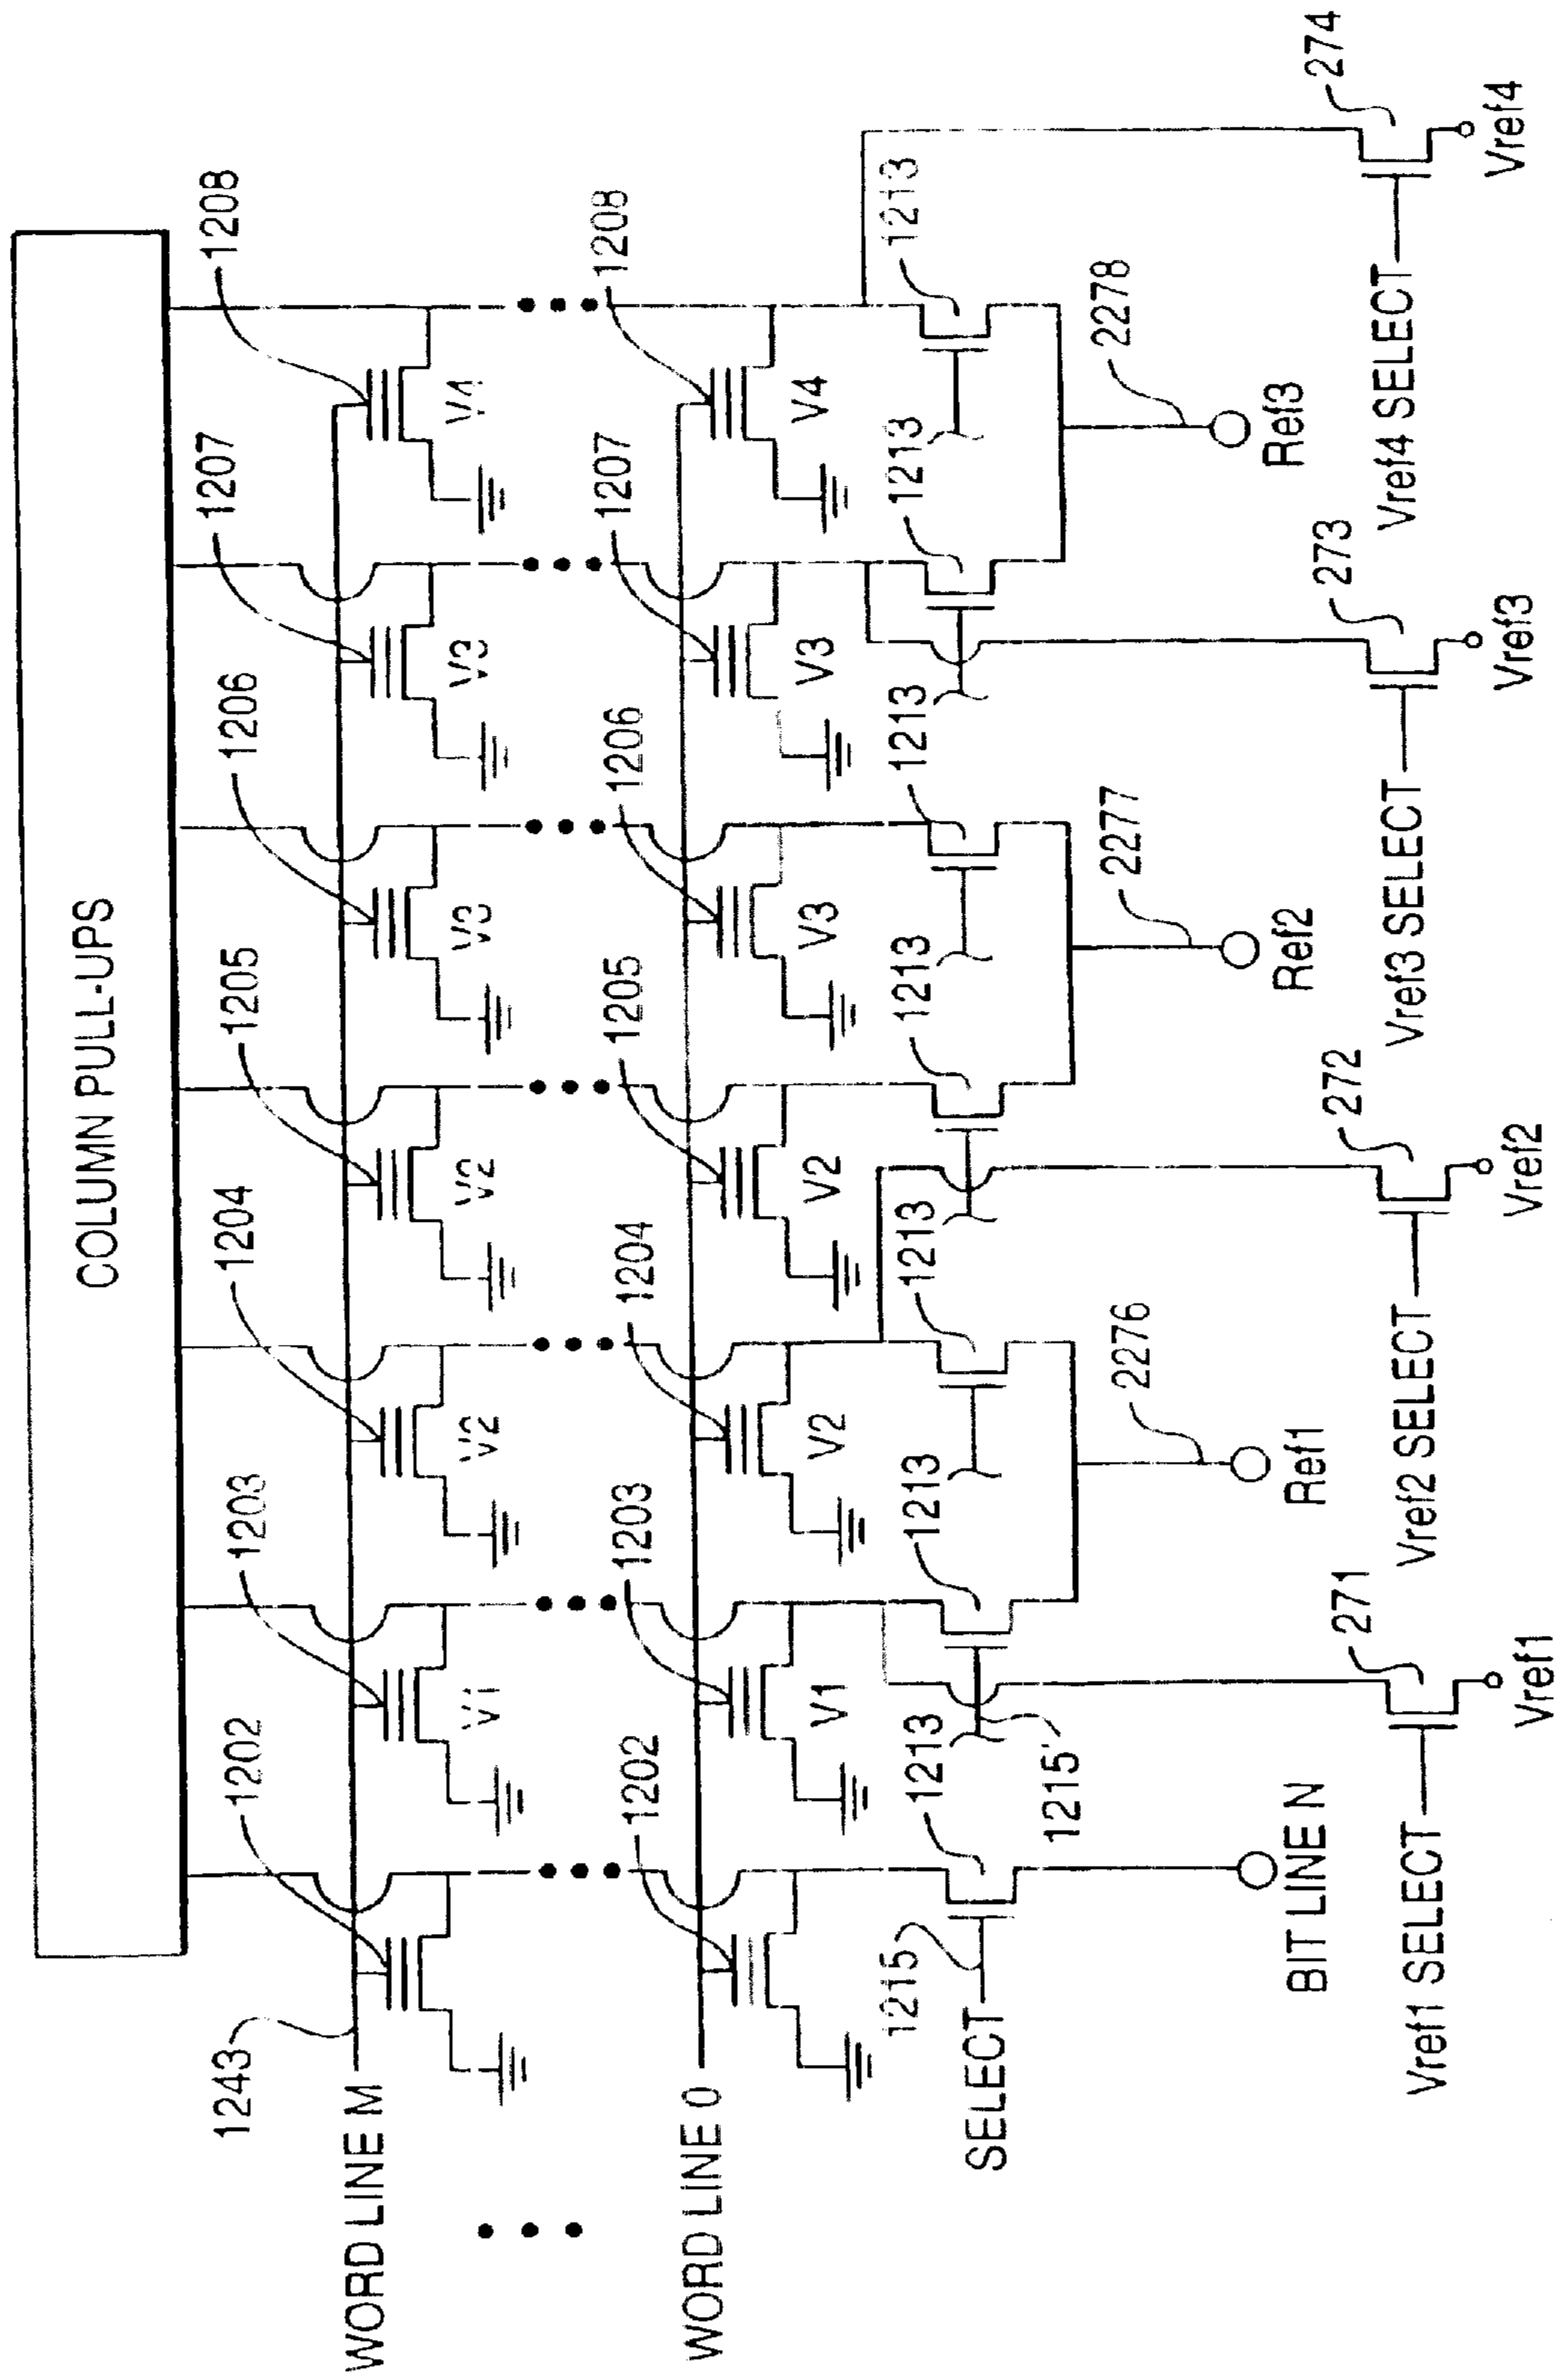 COLUMN PULL-UPS
1243
1202
1203
1204
1205
1206
1207
1208
WORD LINE M
V1
V2
V2
V3
V3
V4
1202
1203
1204
1205
1206
1207
1208
WORD LINE 0
V1
V2
V2
V3
V3
V4
1215
1213
1213
1213
1213
1213
1213
1213
SELECT
1215'
2276
2277
2278
BIT LINE N
Ref1
Ref2
Ref3
271
272
273
274
Vref1 SELECT
Vref2 SELECT
Vref3 SELECT
Vref4 SELECT
Vref1
Vref2
Vref3
Vref4